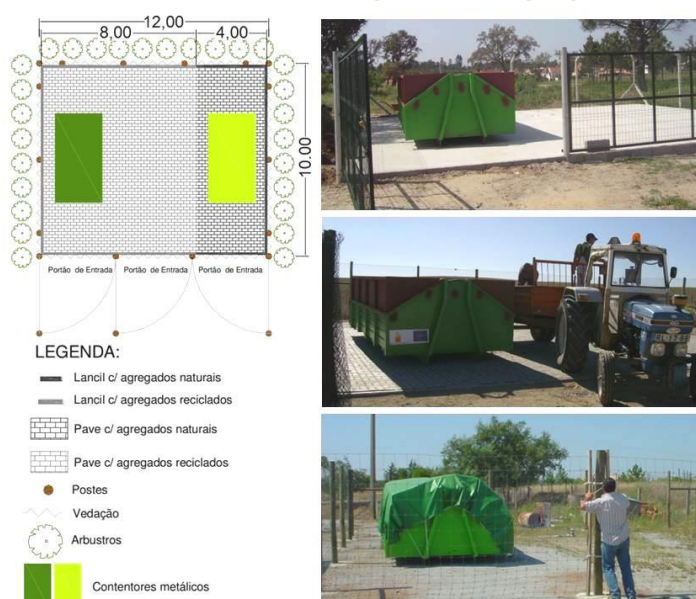 12,00
8,00
4,00
10.00
Portão de Entrada
Portão de Entrada
Portão de Entrada
LEGENDA:
Lancil c/ agregados naturais
Lancil c/ agregados reciclados
Pave c/ agregados naturais
Pave c/ agregados reciclados
Postes
Vedação
Arbustros
Contentores metálicos